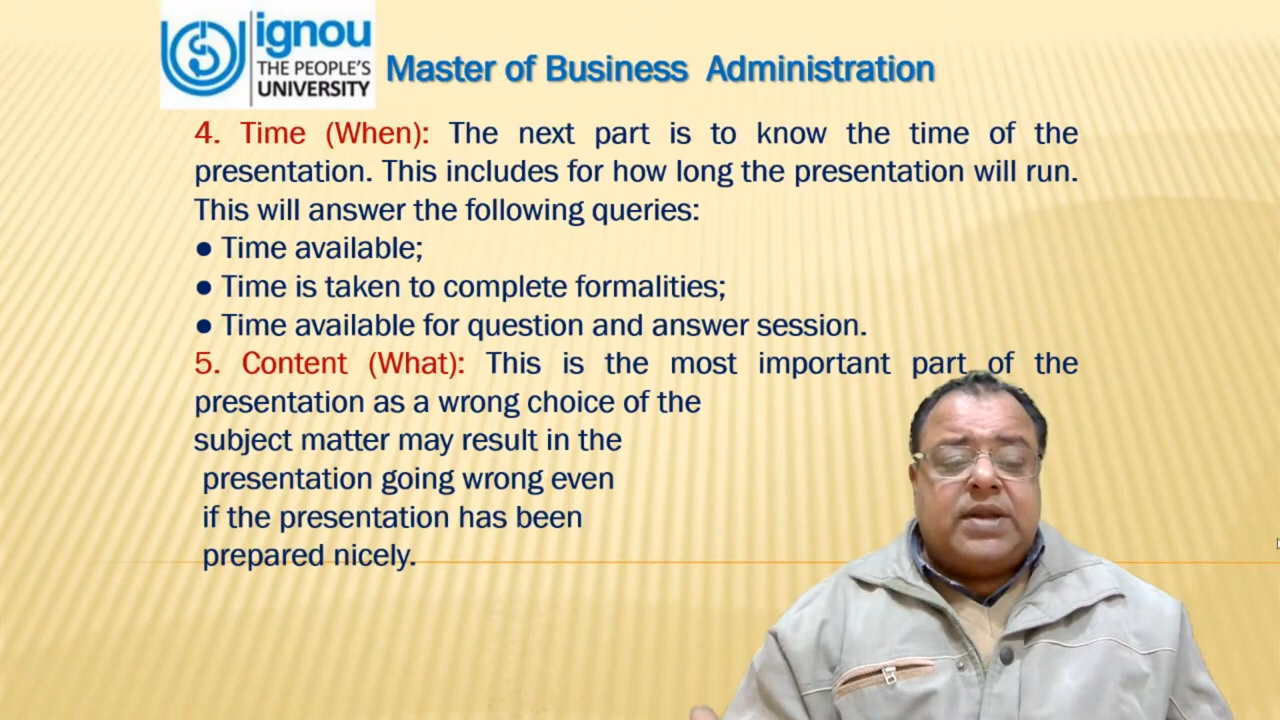 ignou
THE PEOPLE'S
UNIVERSITY
Master of Business Administration
4. Time (When): The next part is to know the time of the
presentation. This includes for how long the presentation will run.
This will answer the following queries:
● Time available;
● Time is taken to complete formalities;
● Time available for question and answer session.
5. Content (What): This is the most important part of the
presentation as a wrong choice of the
subject matter may result in the
presentation going wrong even
if the presentation has been
prepared nicely.